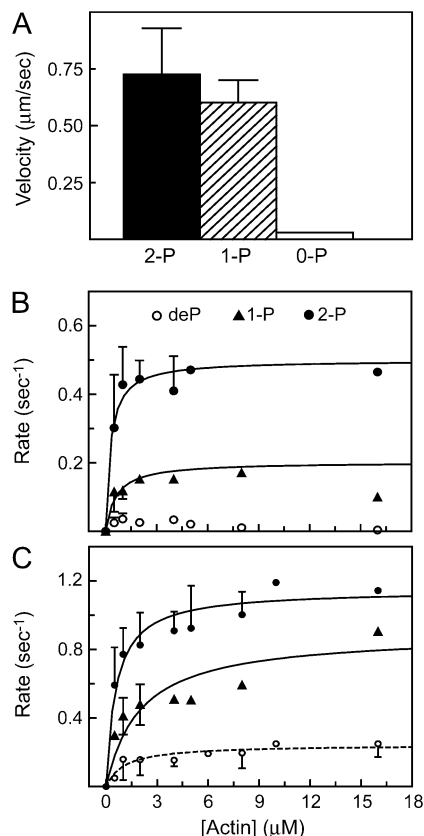 A
Velocity (μm/sec)
0.75
0.50
0.25
2-P 1-P 0-P
B
deP 1-P 2-P
Rate (sec⁻¹)
0.6
0.4
0.2
C
Rate (sec⁻¹)
1.2
0.8
0.4
0 3 6 9 12 15 18
[Actin] (μM)